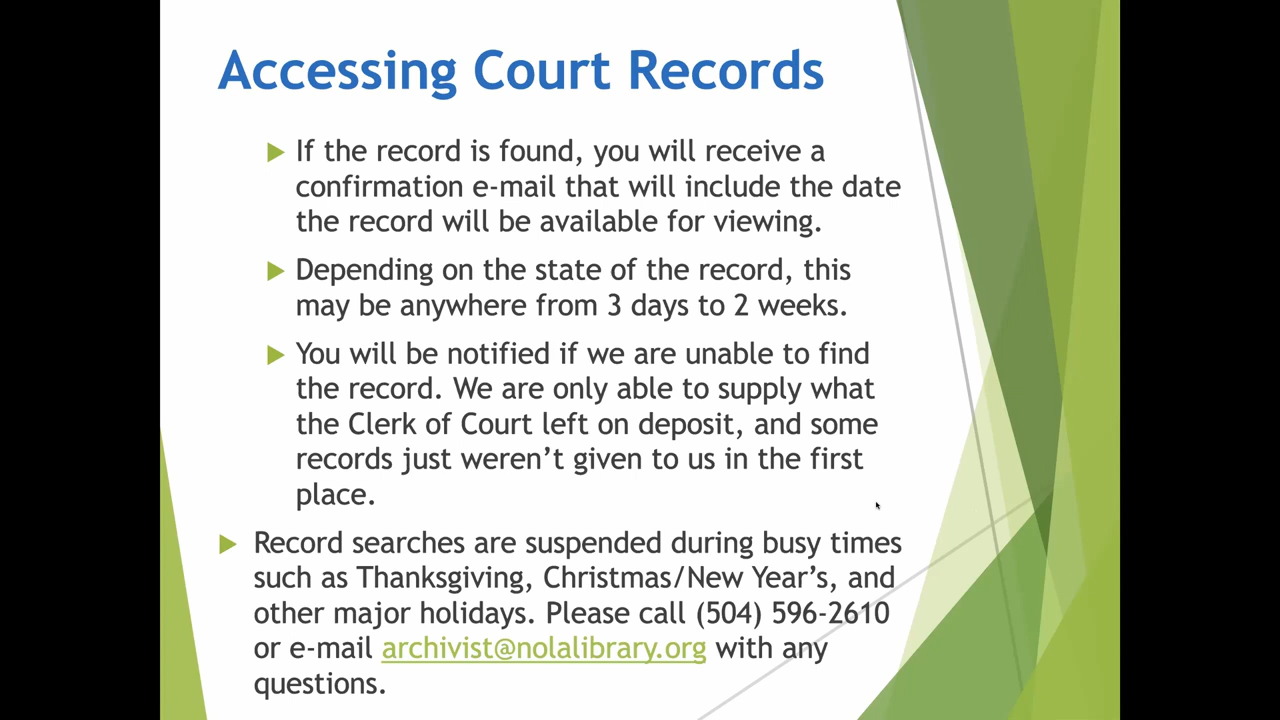 Accessing Court Records
If the record is found, you will receive a
confirmation e-mail that will include the date
the record will be available for viewing.
Depending on the state of the record, this
may be anywhere from 3 days to 2 weeks.
You will be notified if we are unable to find
the record. We are only able to supply what
the Clerk of Court left on deposit, and some
records just weren’t given to us in the first
place.
Record searches are suspended during busy times
such as Thanksgiving, Christmas/New Year’s, and
other major holidays. Please call (504) 596-2610
or e-mail archivist@nolalibrary.org with any
questions.